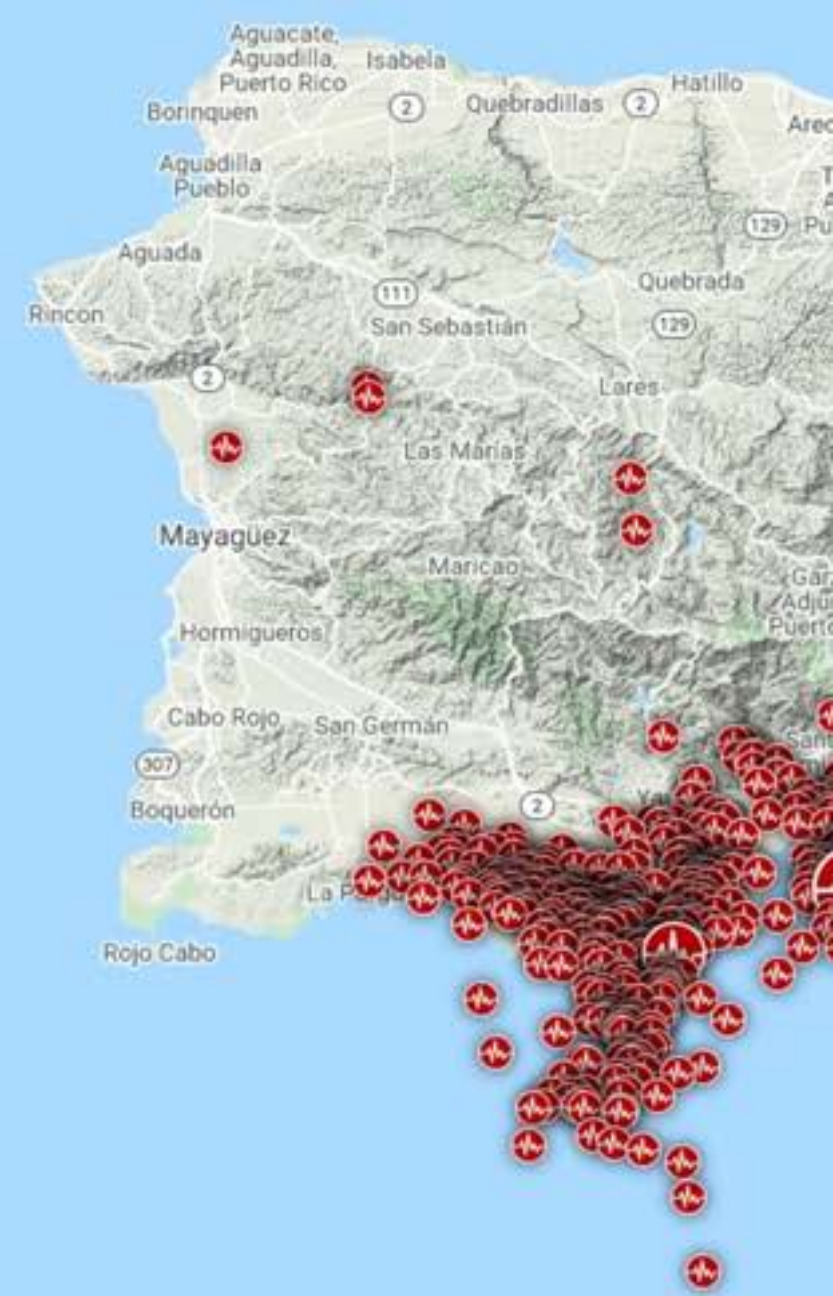 Aguacate,
Aguadilla,
Puerto Rico
Isabela
Hatillo
2
Quebradillas
2
Borinquen
Aguadilla
Pueblo
129
Aguada
Quebrada
111
Rincon
San Sebastián
129
2
Lares
Las Marias
Mayaguez
Maricao
Hormigueros
Cabo Rojo
San Germán
307
2
Boquerón
Rojo Cabo